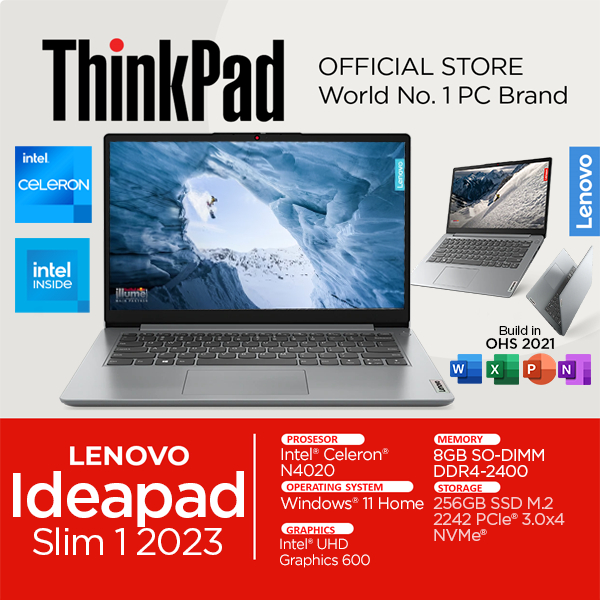 ThinkPad
OFFICIAL STORE
World No. 1 PC Brand
intel.
CELERON
intel
INSIDE
Lenovo
Lenovo
illume
Build in
OHS 2021
W X P N
LENOVO
Ideapad
Slim 1 2023
PROSESOR
Intel® Celeron®
N4020
OPERATING SYSTEM
Windows® 11 Home
GRAPHICS
Intel® UHD
Graphics 600
MEMORY
8GB SO-DIMM
DDR4-2400
STORAGE
256GB SSD M.2
2242 PCIe® 3.0x4
NVMe®